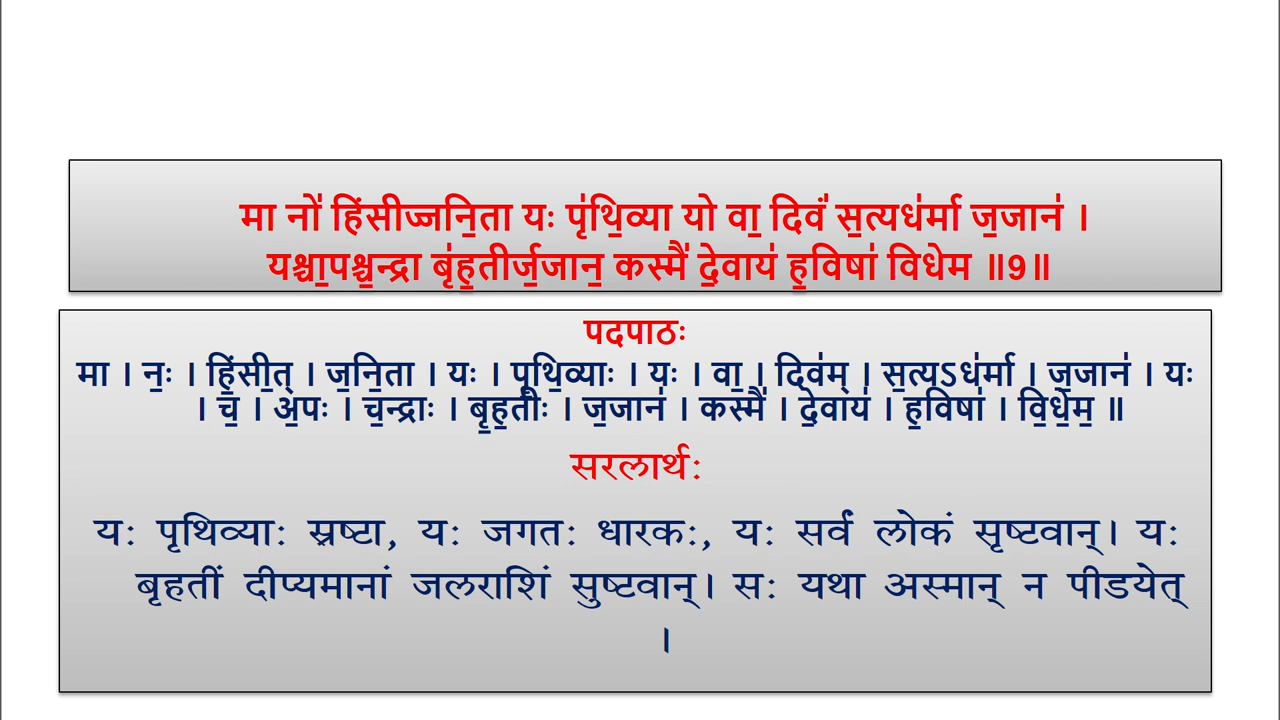 मा नो॑ हिंसीज्जनि॒ता यः पृ॑थि॒व्या यो वा॒ दिवं॑ स॒त्यध॑र्मा ज॒जान॑ ।
यश्चा॒पश्च॒न्द्रा बृ॑ह॒तीर्ज॒जान॒ कस्मै॑ दे॒वाय॑ ह॒विषा॑ विधेम ॥9॥
पदपाठः
मा । नः॒ । हिं॒सी॒त् । ज॒नि॒ता । यः । पृ॒थि॒व्याः । यः । वा॒ । दिव॑म् । स॒त्यऽध॑र्मा । ज॒जान॑ । यः
। च॒ । अ॒पः । च॒न्द्राः । बृ॒ह॒तीः । ज॒जान॑ । कस्मै॑ । दे॒वाय॑ । ह॒विषा॑ । वि॒धे॒म॒ ॥
सरलार्थः
यः पृथिव्याः स्रष्टा, यः जगतः धारकः, यः सर्वं लोकं सृष्टवान्। यः
बृहतीं दीप्यमानां जलराशिं सुष्टवान्। सः यथा अस्मान् न पीडयेत्
।